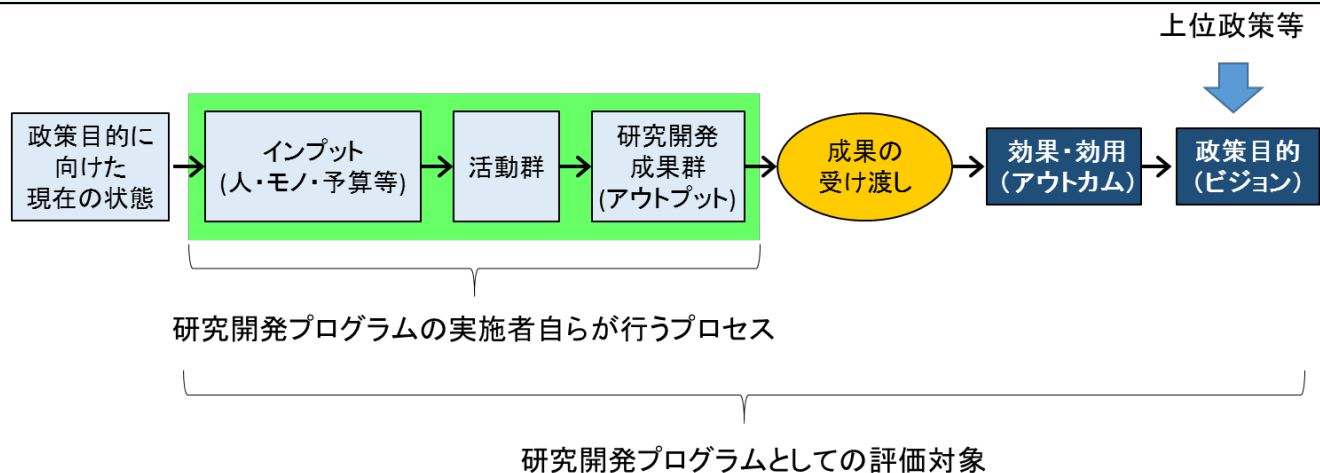 上位政策等
政策目的に
向けた
現在の状態
インプット
(人・モノ・予算等)
活動群
研究開発
成果群
(アウトプット)
成果の
受け渡し
効果・効用
(アウトカム)
政策目的
(ビジョン)
研究開発プログラムの実施者自らが行うプロセス
研究開発プログラムとしての評価対象